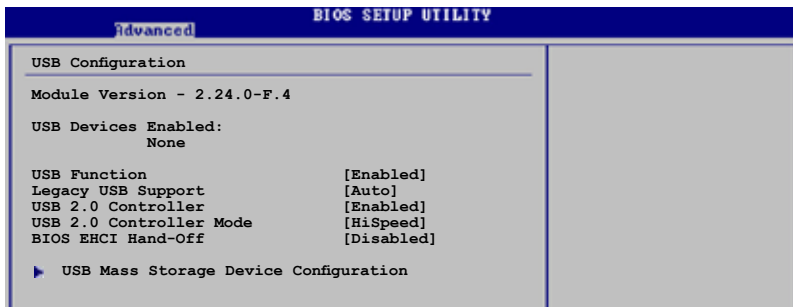 BIOS SETUP UTILITY
Advanced
USB Configuration
Module Version - 2.24.0-F.4
USB Devices Enabled:
None
USB Function [Enabled]
Legacy USB Support [Auto]
USB 2.0 Controller [Enabled]
USB 2.0 Controller Mode [HiSpeed]
BIOS EHCI Hand-Off [Disabled]
USB Mass Storage Device Configuration